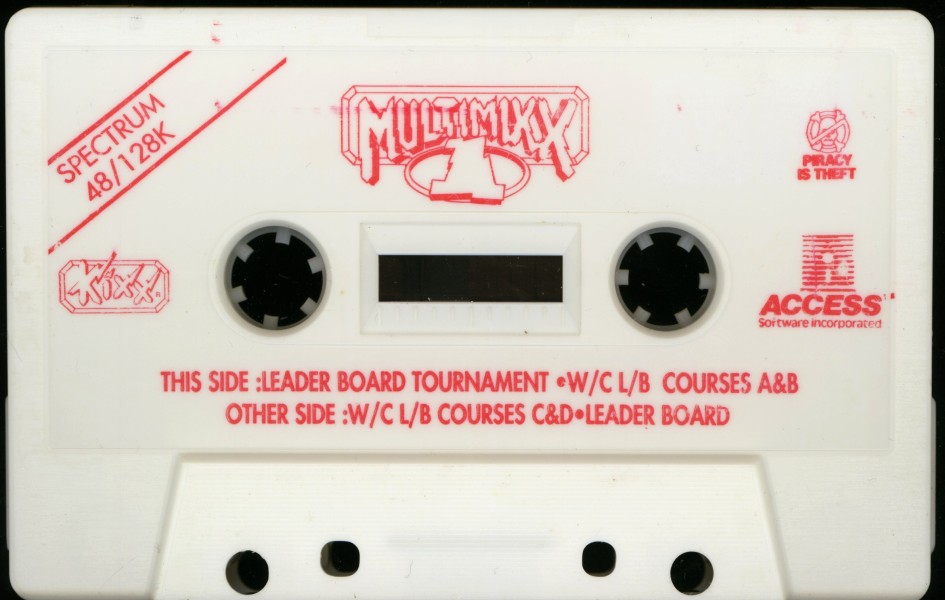 SPECTRUM
48/128K
MULTIMIXX
1
PIRACY
IS THEFT
Kixx
ACCESS
Software Incorporated
THIS SIDE :LEADER BOARD TOURNAMENT •W/C L/B COURSES A&B
OTHER SIDE :W/C L/B COURSES C&D•LEADER BOARD